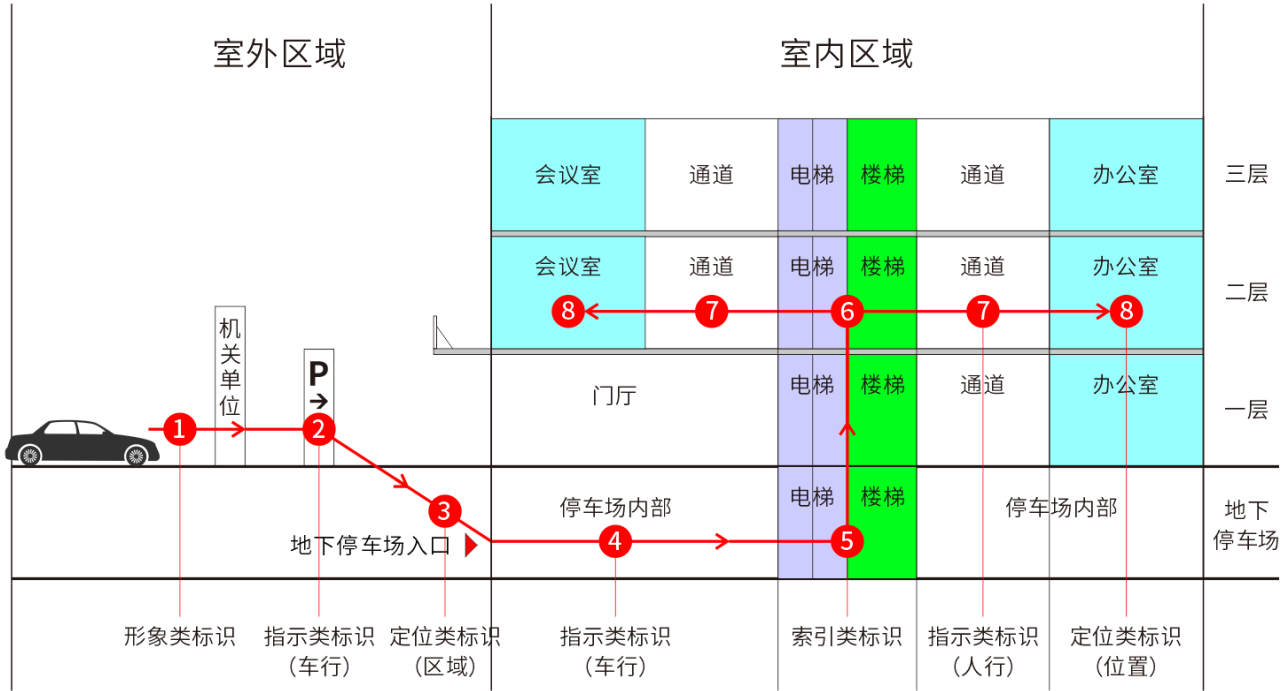 室外区域
室内区域
会议室
通道
电梯
楼梯
通道
办公室
三层
会议室
通道
电梯
楼梯
通道
办公室
8
7
6
7
8
二层
机关单位
P
→
门厅
电梯
楼梯
通道
办公室
一层
1
2
3
停车场内部
电梯
楼梯
停车场内部
地下
停车场
地下停车场入口
4
5
形象类标识
指示类标识
（车行）
定位类标识
（区域）
指示类标识
（车行）
索引类标识
指示类标识
（人行）
定位类标识
（位置）